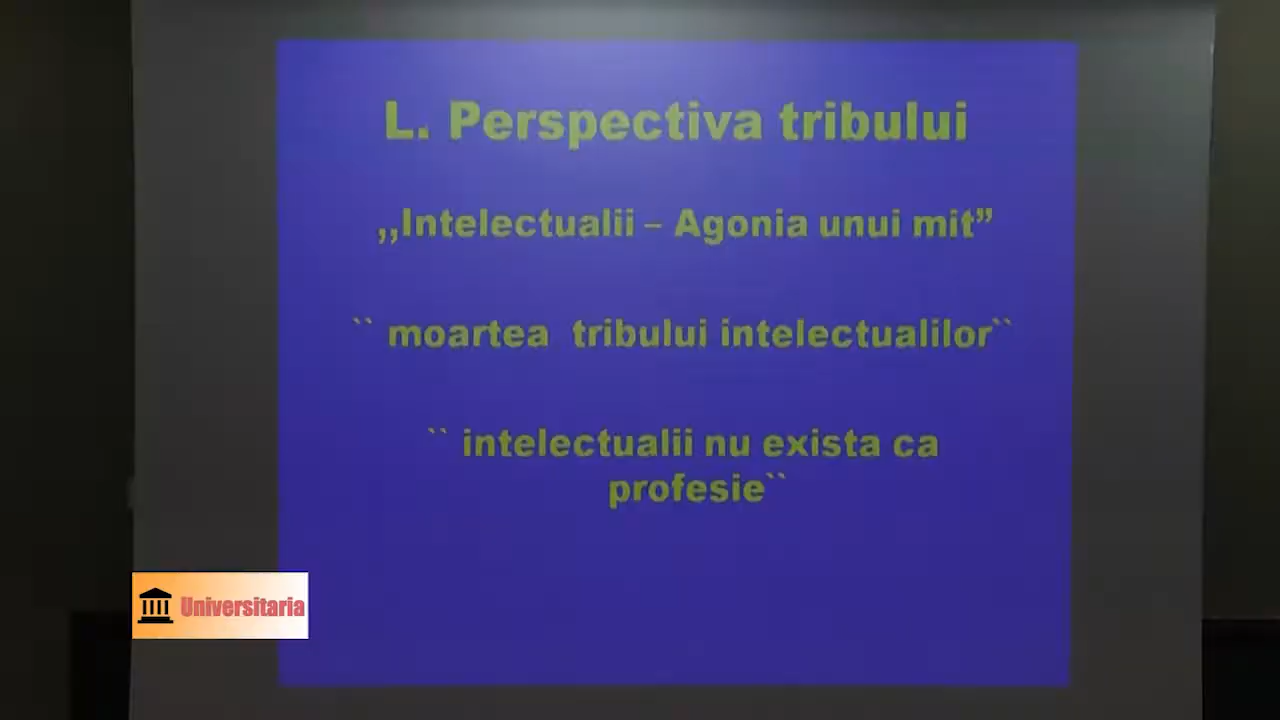 L. Perspectiva tribului
,,Intelectualii – Agonia unui mit”
`` moartea  tribului intelectualilor``
`` intelectualii nu exista ca
profesie``
Universitaria